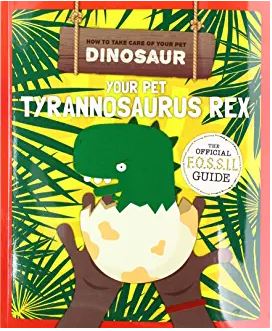 HOW TO TAKE CARE OF YOUR PET
DINOSAUR
YOUR PET
TYRANNOSAURUS REX
THE
OFFICIAL
F.O.S.S.I.L
GUIDE